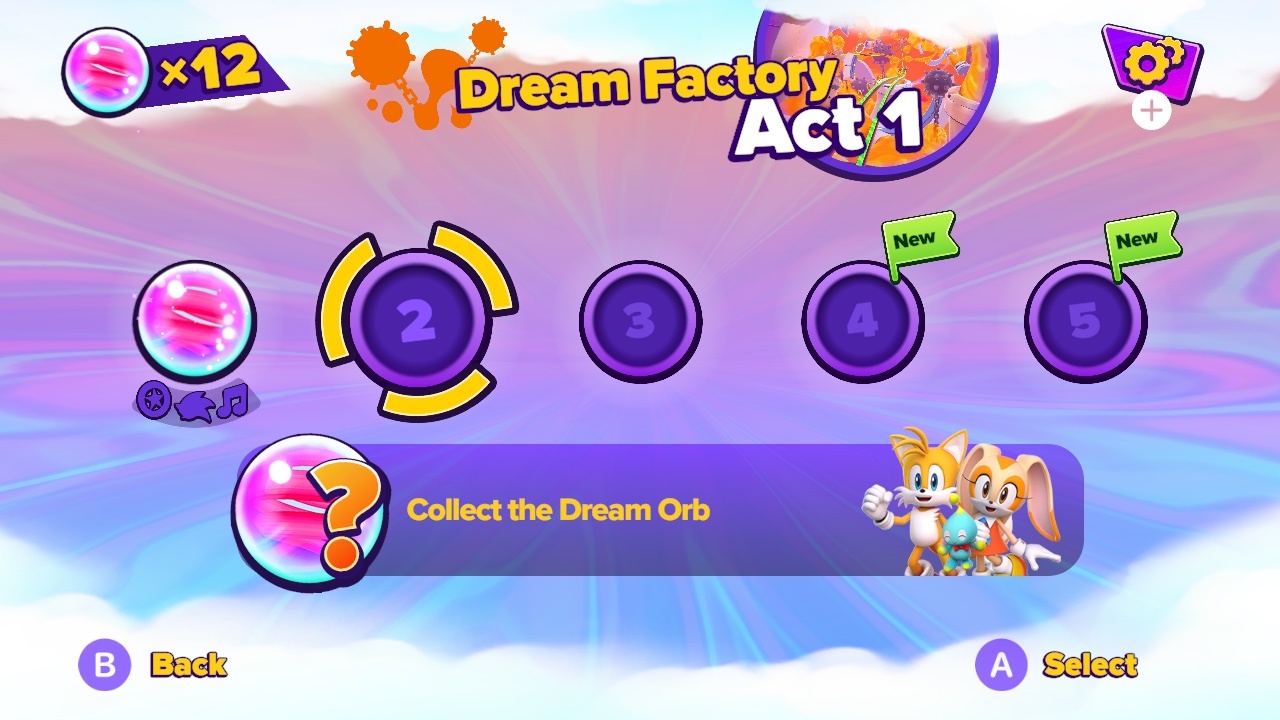 ×12
Dream Factory
Act 1
New
New
2
3
4
5
?
Collect the Dream Orb
B Back
A Select